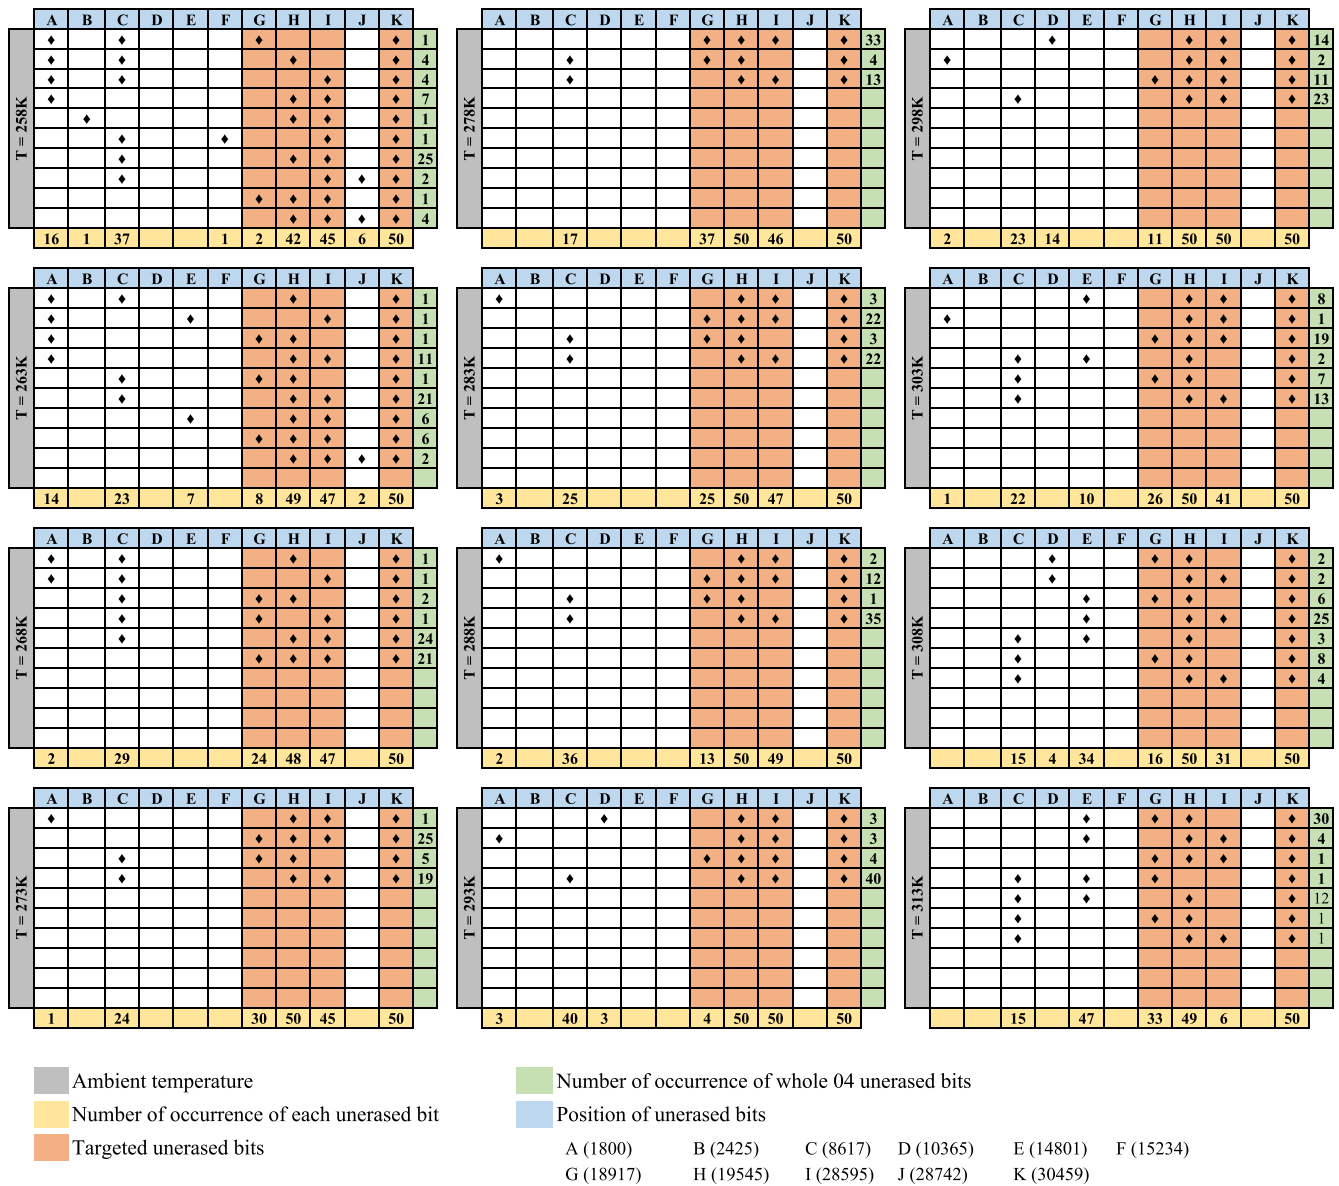 A B C D E F G H I J K
T = 258K
1
4
4
7
1
1
25
2
1
4
16 1 37 1 2 42 45 6 50
A B C D E F G H I J K
T = 278K
33
4
13
17 37 50 46 50
A B C D E F G H I J K
T = 298K
14
2
11
23
2 23 14 11 50 50 50
A B C D E F G H I J K
T = 263K
1
1
1
11
1
21
6
6
2
14 23 7 8 49 47 2 50
A B C D E F G H I J K
T = 283K
3
22
3
22
3 25 25 50 47 50
A B C D E F G H I J K
T = 303K
8
1
19
2
7
13
1 22 10 26 50 41 50
A B C D E F G H I J K
T = 268K
1
1
2
1
24
21
2 29 24 48 47 50
A B C D E F G H I J K
T = 288K
2
12
1
35
2 36 13 50 49 50
A B C D E F G H I J K
T = 308K
2
2
6
25
3
8
4
15 4 34 16 50 31 50
A B C D E F G H I J K
T = 273K
1
25
5
19
1 24 30 50 45 50
A B C D E F G H I J K
T = 293K
3
3
4
40
3 40 3 4 50 50 50
A B C D E F G H I J K
T = 313K
30
4
1
1
12
1
1
15 47 33 49 6 50
Ambient temperature
Number of occurrence of each unerased bit
Targeted unerased bits
Number of occurrence of whole 04 unerased bits
Position of unerased bits
A (1800) B (2425) C (8617) D (10365) E (14801) F (15234)
G (18917) H (19545) I (28595) J (28742) K (30459)